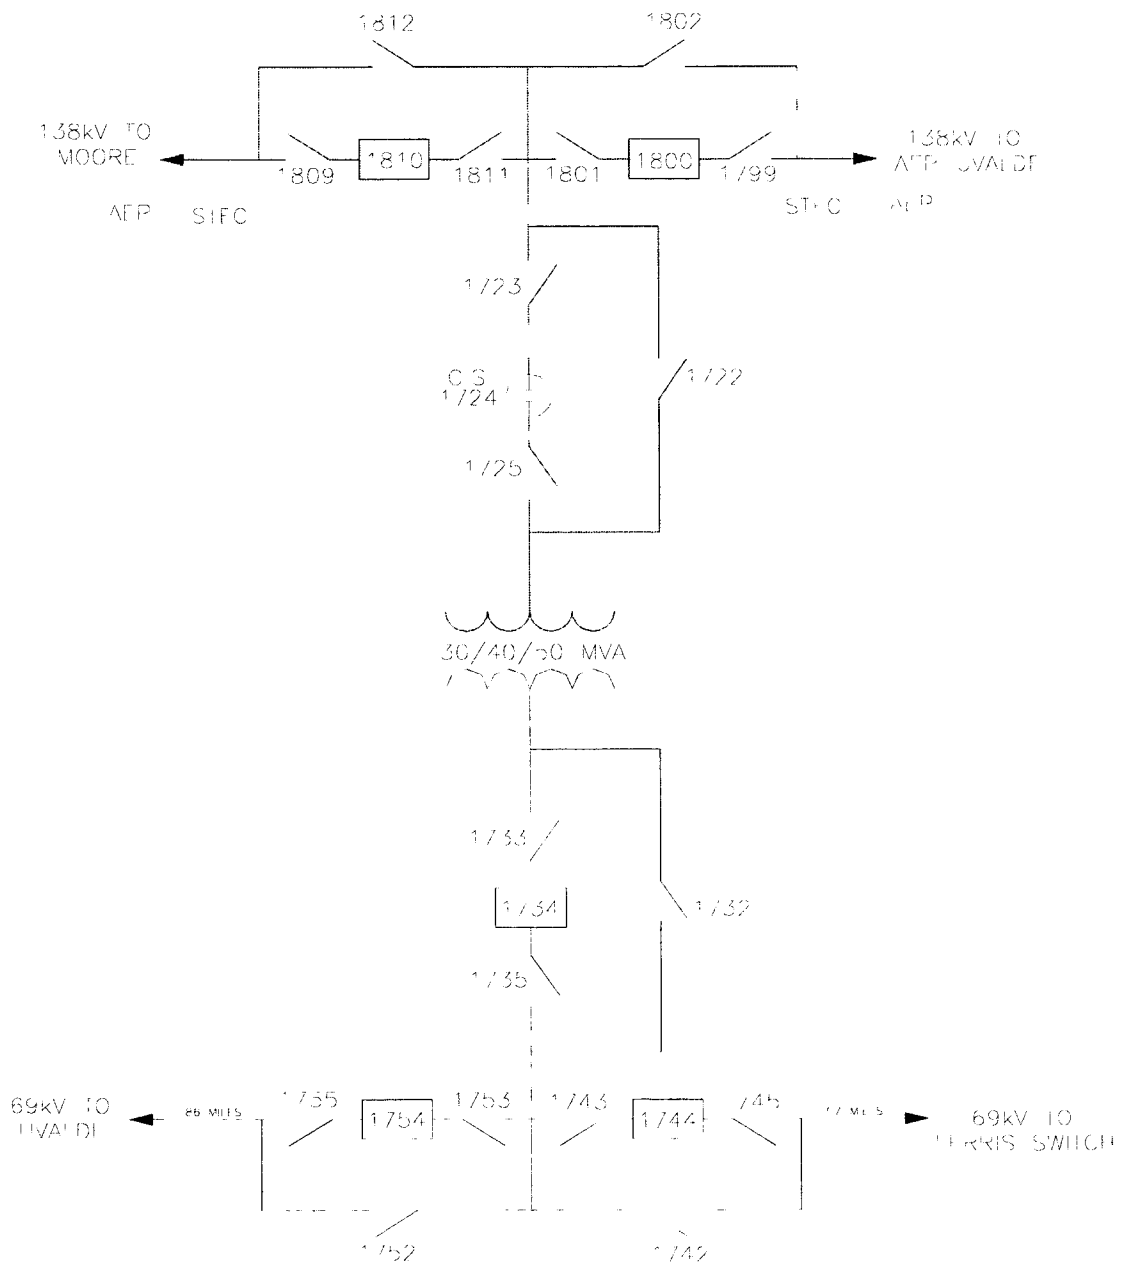 1812
1802
138kV TO
MOORE
1809
1810
1811
1801
1800
1799
138kV TO
AEP UVALDE
AEP STEC
STEC AEP
1723
C.S.
1724
1722
1725
30/40/50 MVA
1733
1734
1732
1735
69kV TO
UVALDE
1755
1754
1753
1743
1744
1745
69kV TO
SWITCH
1752
1742